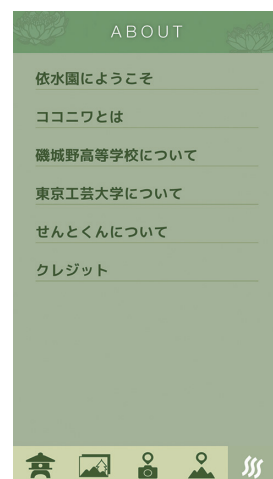 ABOUT
依水園にようこそ
ココニワとは
磯城野高等学校について
東京工芸大学について
せんとくんについて
クレジット